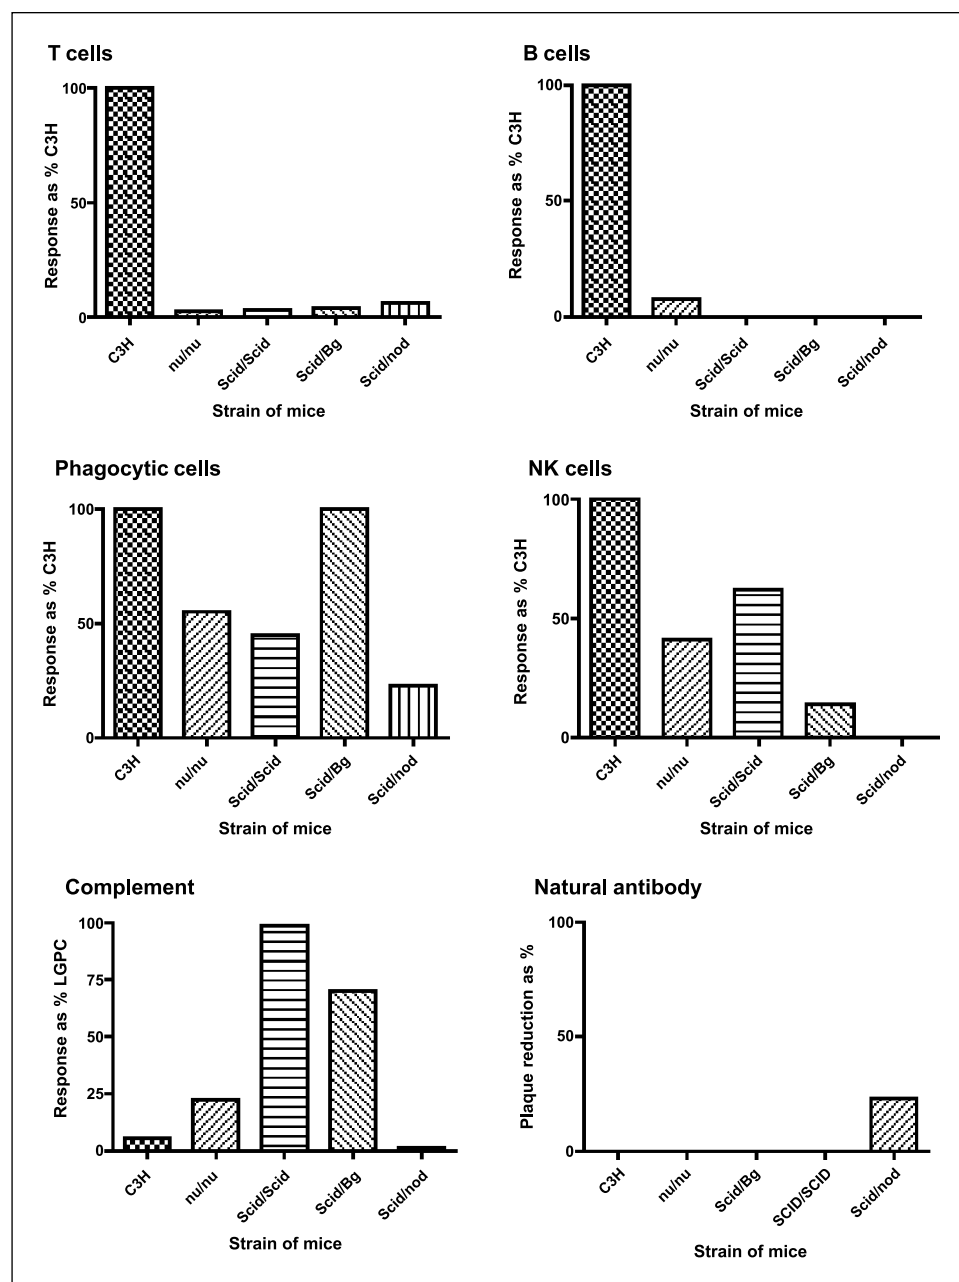 T cells
Response as % C3H
100
50
0
C3H
nu/nu
Scid/Scid
Scid/Bg
Scid/nod
Strain of mice
B cells
Response as % C3H
100
50
0
C3H
nu/nu
Scid/Scid
Scid/Bg
Scid/nod
Strain of mice
Phagocytic cells
Response as % C3H
100
50
0
C3H
nu/nu
Scid/Scid
Scid/Bg
Scid/nod
Strain of mice
NK cells
Response as % C3H
100
50
0
C3H
nu/nu
Scid/Scid
Scid/Bg
Scid/nod
Strain of mice
Complement
Response as % LGPC
100
75
50
25
0
C3H
nu/nu
Scid/Scid
Scid/Bg
Scid/nod
Strain of mice
Natural antibody
Plaque reduction as %
100
50
0
C3H
nu/nu
Scid/Bg
SCID/SCID
Scid/nod
Strain of mice